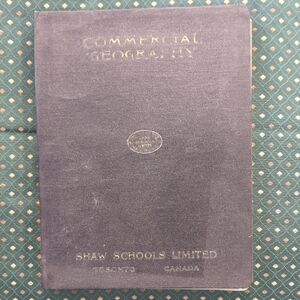 COMMERCIAL
GEOGRAPHY
SHAW SCHOOLS LIMITED
TORONTO CANADA